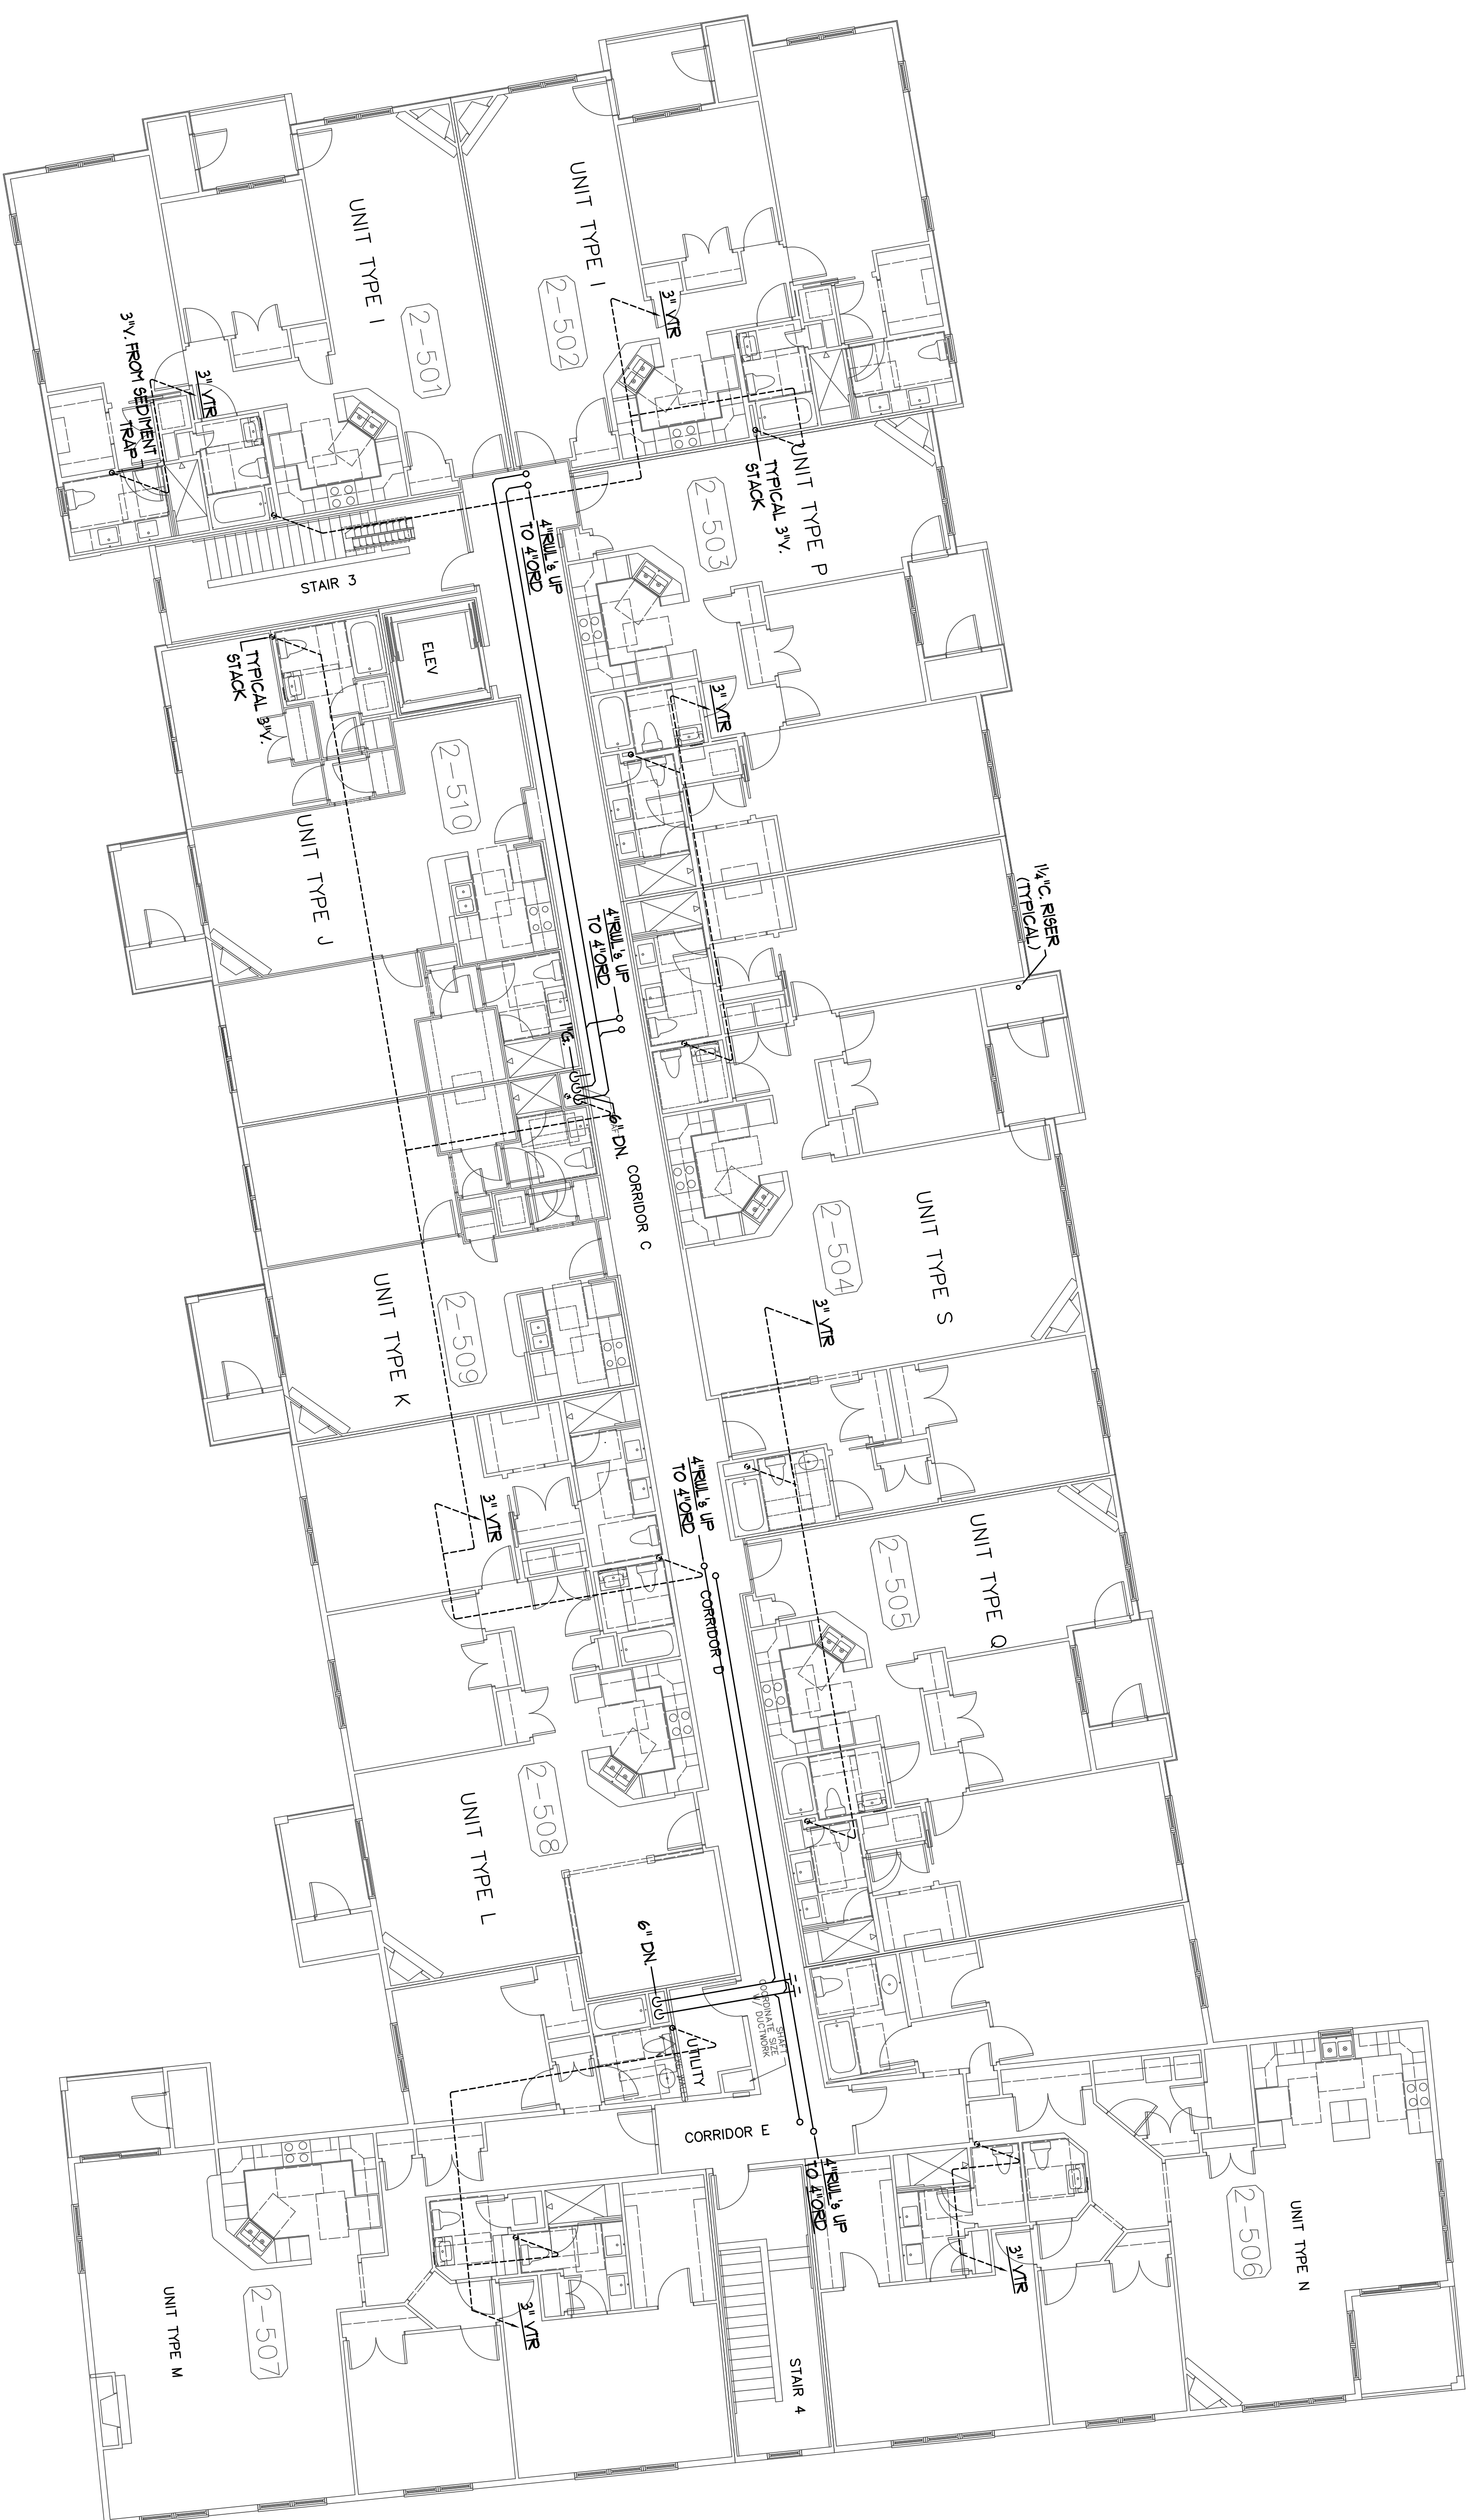 UNIT TYPE I
2-501
UNIT TYPE I
2-502
3" VTR
3" VTR
3"V. FROM SEDIMENT
TRAP
TYPICAL 3"V.
STACK
UNIT TYPE P
2-503
4"RWL's UP
TO 4"ORD
STAIR 3
ELEV
TYPICAL 3"V.
STACK
3" VTR
2-510
UNIT TYPE J
4"RWL's UP
TO 4"ORD
1¼"C. RISER
(TYPICAL)
1"G.
6" DN.
CORRIDOR C
UNIT TYPE S
2-504
3" VTR
UNIT TYPE K
2-509
3" VTR
4"RWL's UP
TO 4"ORD
CORRIDOR D
UNIT TYPE Q
2-505
UNIT TYPE L
2-508
6" DN.
SHAFT
COORDINATE SIZE
W/ DUCTWORK
UTILITY
CORRIDOR E
4"RWL's UP
TO 4"ORD
3" VTR
UNIT TYPE N
2-506
UNIT TYPE M
2-507
3" VTR
STAIR 4